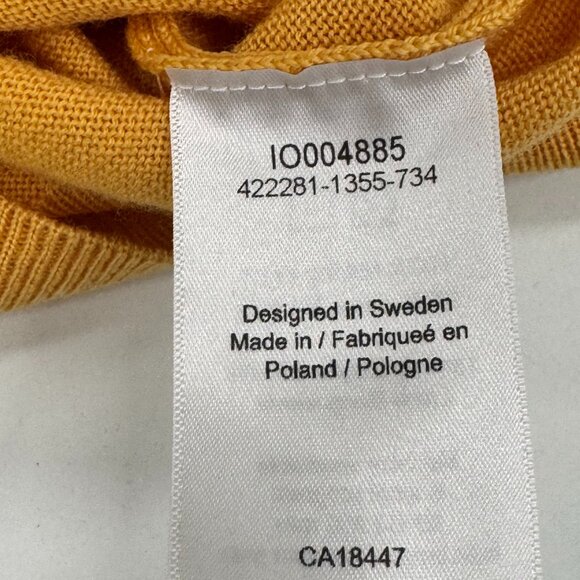 IO004885
422281-1355-734
Designed in Sweden
Made in / Fabriqueé en
Poland / Pologne
CA18447